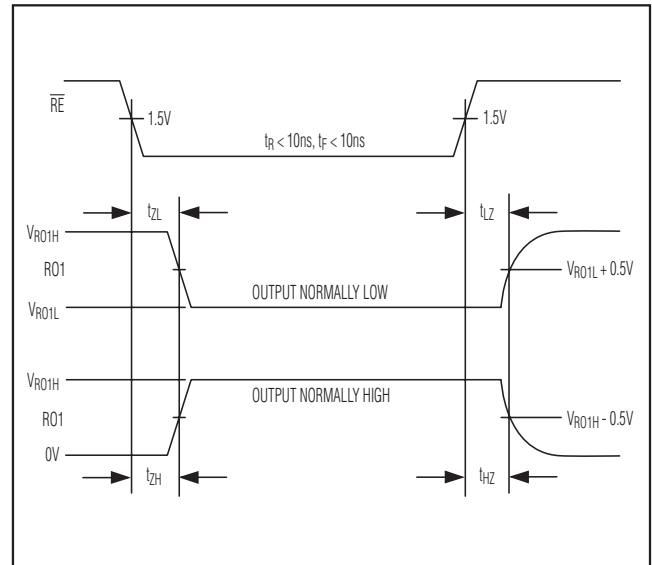 R̅E̅
1.5V
1.5V
tR < 10ns, tF < 10ns
tZL
tLZ
VRO1H
RO1
VRO1L + 0.5V
OUTPUT NORMALLY LOW
VRO1L
VRO1H
OUTPUT NORMALLY HIGH
RO1
VRO1H - 0.5V
0V
tZH
tHZ